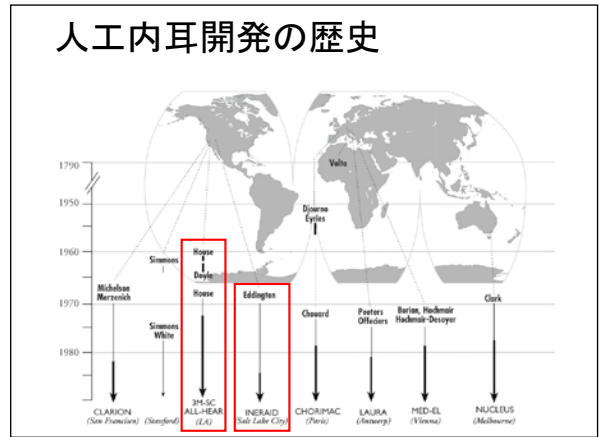 人工内耳開発の歴史
1790
Volta
1950
Djourno
Eyries
1960
Simmons
House
Doyle
Michelson
Merzenich
House
Eddington
Clark
1970
Chouard
Peeters
Offeciers
Burian, Hochmair
Hochmair-Desoyer
Simmons
White
1980
CLARION
(San Francisco)
(Stanford)
3M-SC
ALL-HEAR
(LA)
INERAID
(Salt Lake City)
CHORIMAC
(Paris)
LAURA
(Antwerp)
MED-EL
(Vienna)
NUCLEUS
(Melbourne)